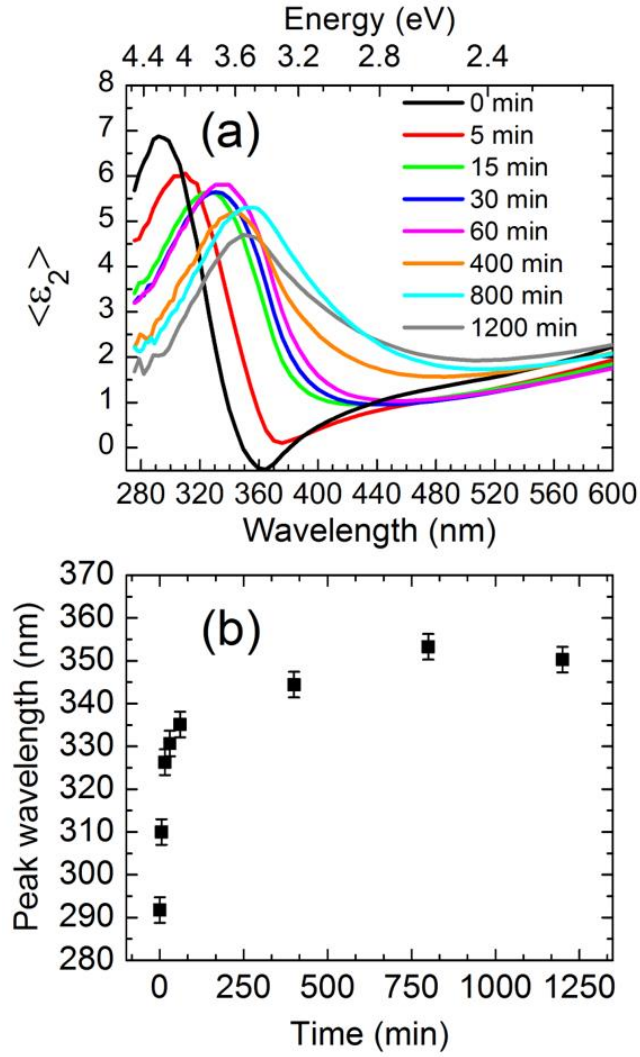 Energy (eV)
4.4 4 3.6 3.2 2.8 2.4
8
7
6
5
4
3
2
1
0
<ε2>
(a)
0 min
5 min
15 min
30 min
60 min
400 min
800 min
1200 min
280 320 360 400 440 480 520 560 600
Wavelength (nm)
370
360
350
340
330
320
310
300
290
280
Peak wavelength (nm)
(b)
0 250 500 750 1000 1250
Time (min)